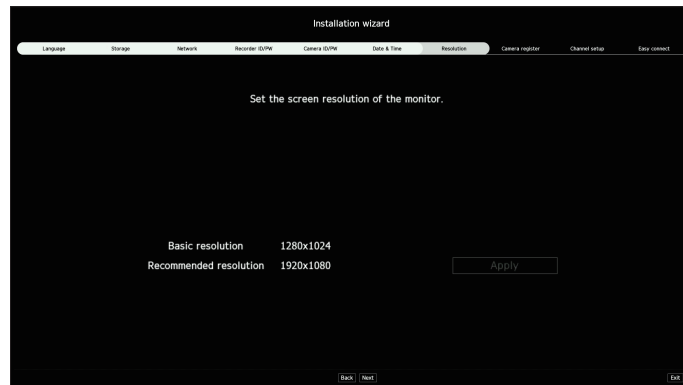 Installation wizard
Language Storage Network Recorder ID/PW Camera ID/PW Date & Time Resolution Camera register Channel setup Easy connect
Set the screen resolution of the monitor.
Basic resolution 1280x1024
Recommended resolution 1920x1080 Apply
Back Next Exit